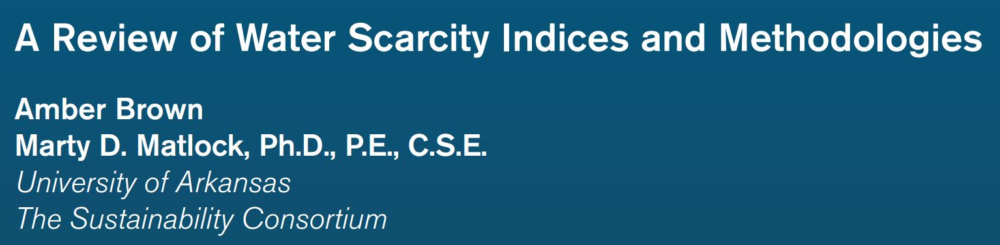 A Review of Water Scarcity Indices and Methodologies
Amber Brown
Marty D. Matlock, Ph.D., P.E., C.S.E.
University of Arkansas
The Sustainability Consortium